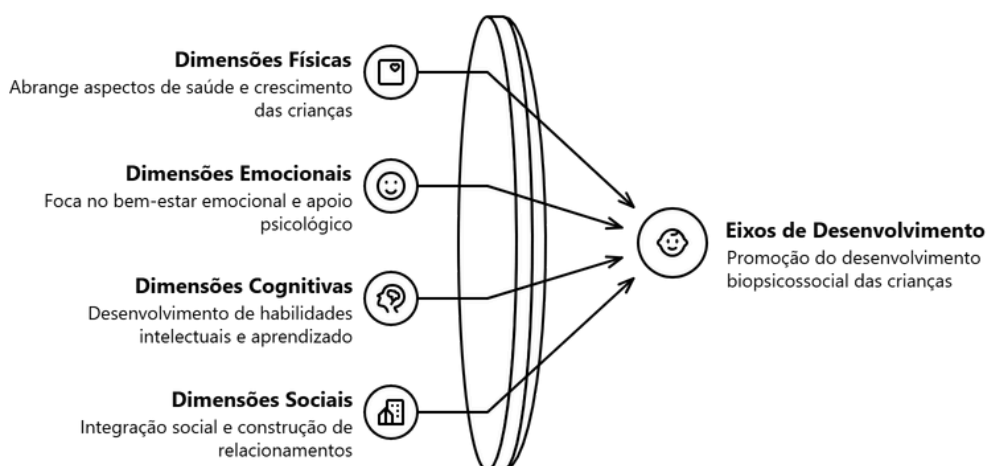 Dimensões Físicas
Abrange aspectos de saúde e crescimento
das crianças
Dimensões Emocionais
Foca no bem-estar emocional e apoio
psicológico
Dimensões Cognitivas
Desenvolvimento de habilidades
intelectuais e aprendizado
Dimensões Sociais
Integração social e construção de
relacionamentos
Eixos de Desenvolvimento
Promoção do desenvolvimento
biopsicossocial das crianças